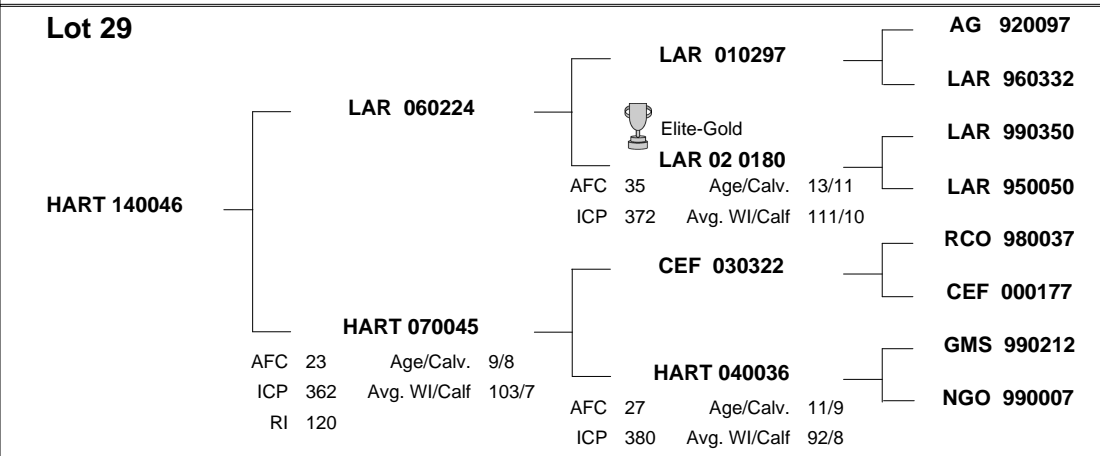 Lot 29
AG 920097
LAR 010297
LAR 960332
LAR 060224
Elite-Gold
LAR 990350
LAR 02 0180
AFC 35 Age/Calv. 13/11
LAR 950050
HART 140046
ICP 372 Avg. WI/Calf 111/10
RCO 980037
CEF 030322
CEF 000177
HART 070045
GMS 990212
AFC 23 Age/Calv. 9/8
HART 040036
ICP 362 Avg. WI/Calf 103/7
NGO 990007
AFC 27 Age/Calv. 11/9
RI 120
ICP 380 Avg. WI/Calf 92/8